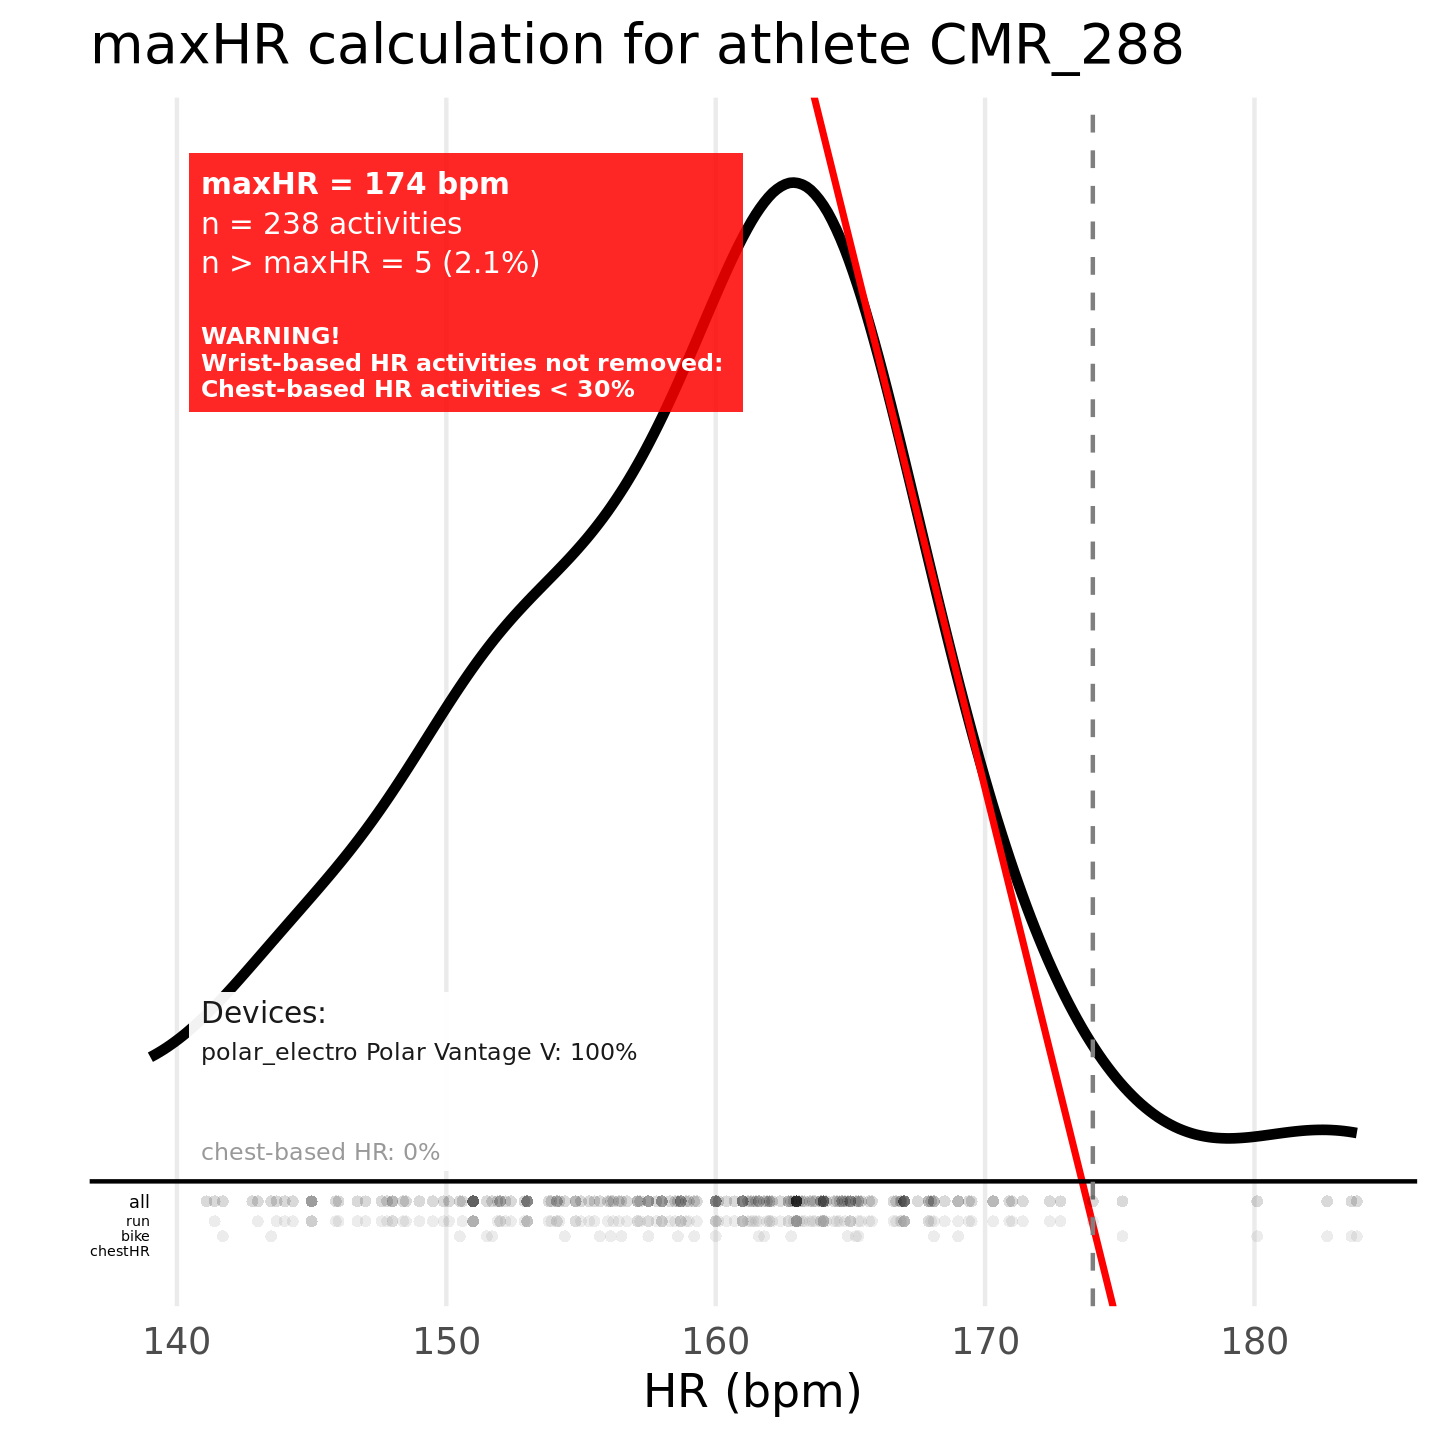 maxHR calculation for athlete CMR_288
maxHR = 174 bpm
n = 238 activities
n > maxHR = 5 (2.1%)
WARNING!
Wrist-based HR activities not removed:
Chest-based HR activities < 30%
Devices:
polar_electro Polar Vantage V: 100%
chest-based HR: 0%
all
run
bike
chestHR
140 150 160 170 180
HR (bpm)